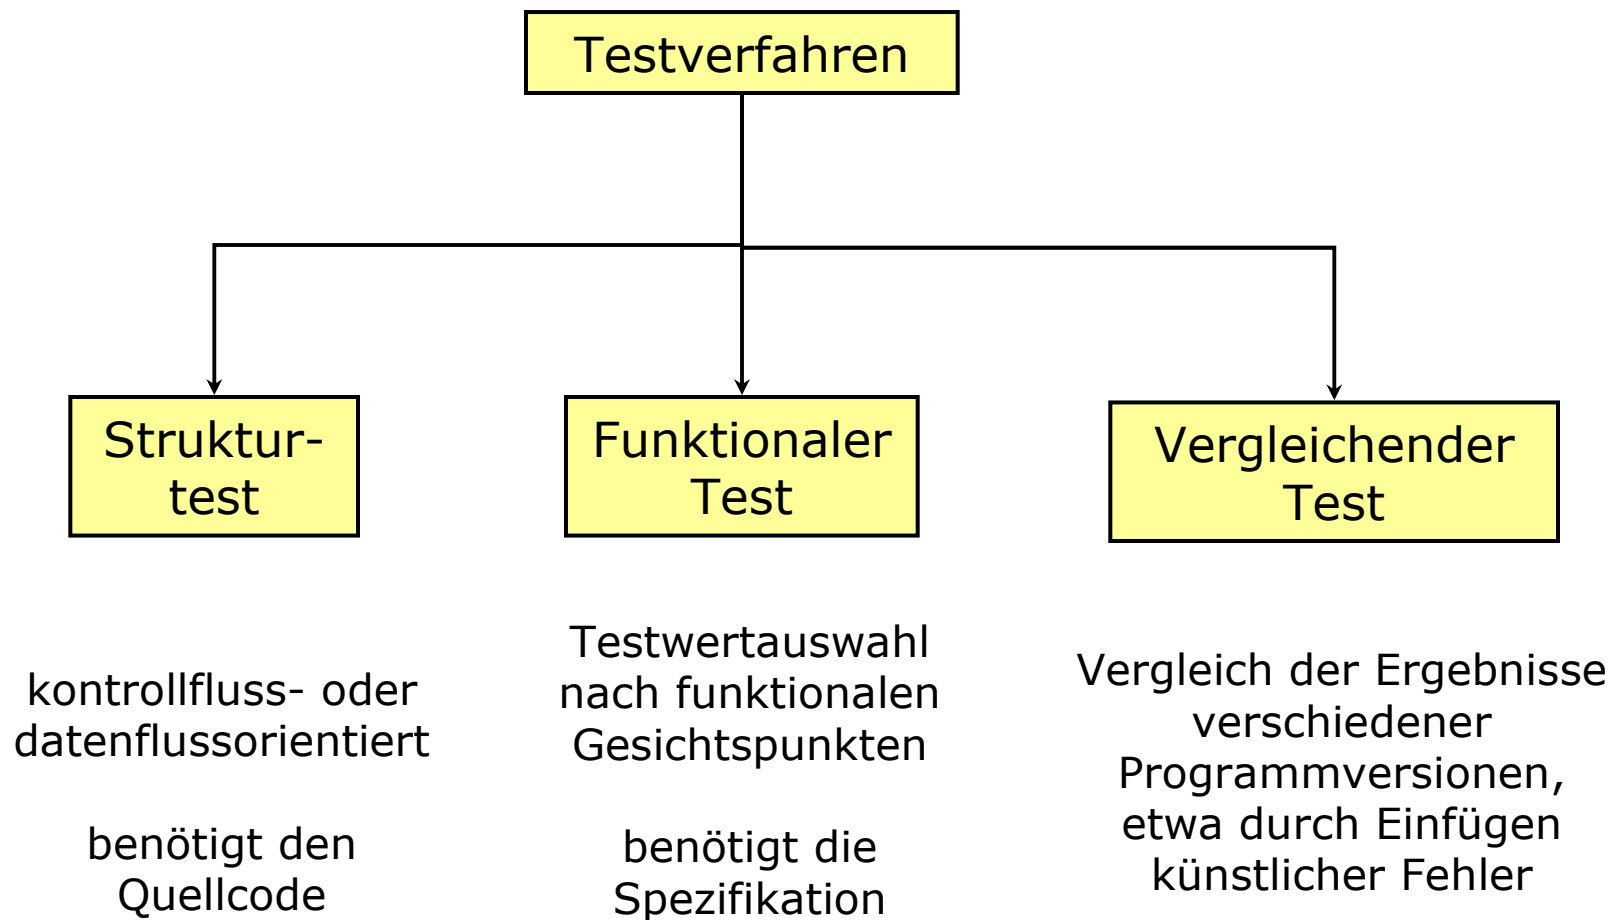 Testverfahren
Struktur-
test
Funktionaler
Test
Vergleichender
Test
kontrollfluss- oder
datenflussorientiert
benötigt den
Quellcode
Testwertauswahl
nach funktionalen
Gesichtspunkten
benötigt die
Spezifikation
Vergleich der Ergebnisse
verschiedener
Programmversionen,
etwa durch Einfügen
künstlicher Fehler